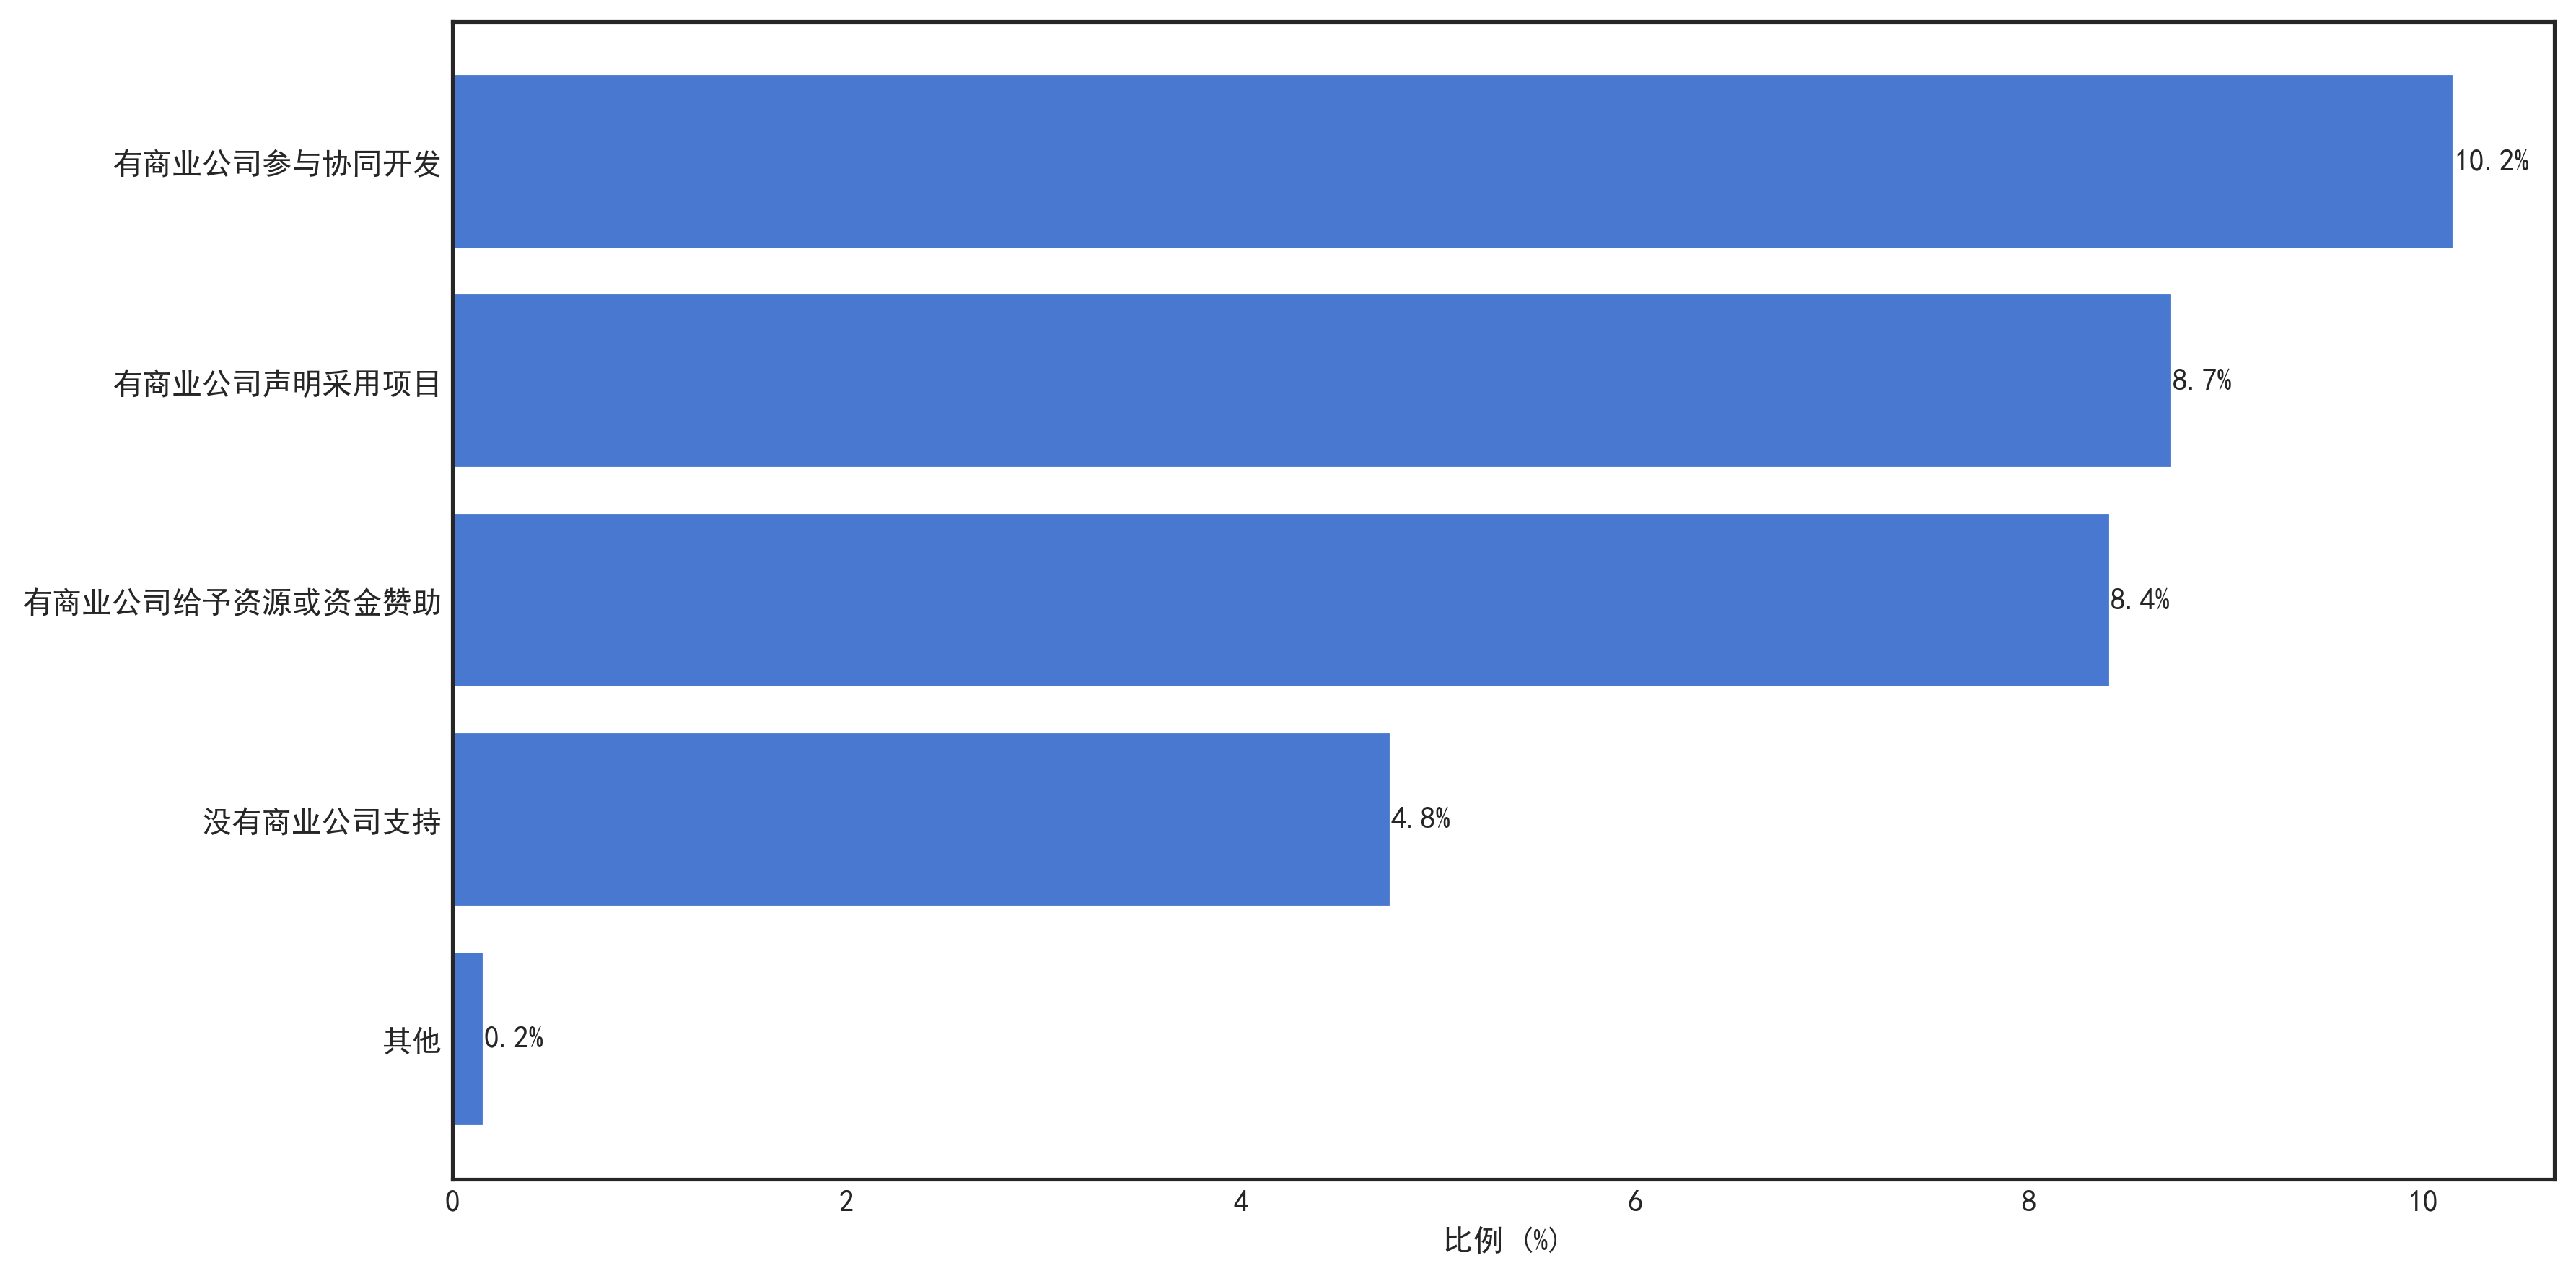 有商业公司参与协同开发
10.2%
有商业公司声明采用项目
8.7%
有商业公司给予资源或资金赞助
8.4%
没有商业公司支持
4.8%
其他
0.2%
0 2 4 6 8 10
比例 (%)